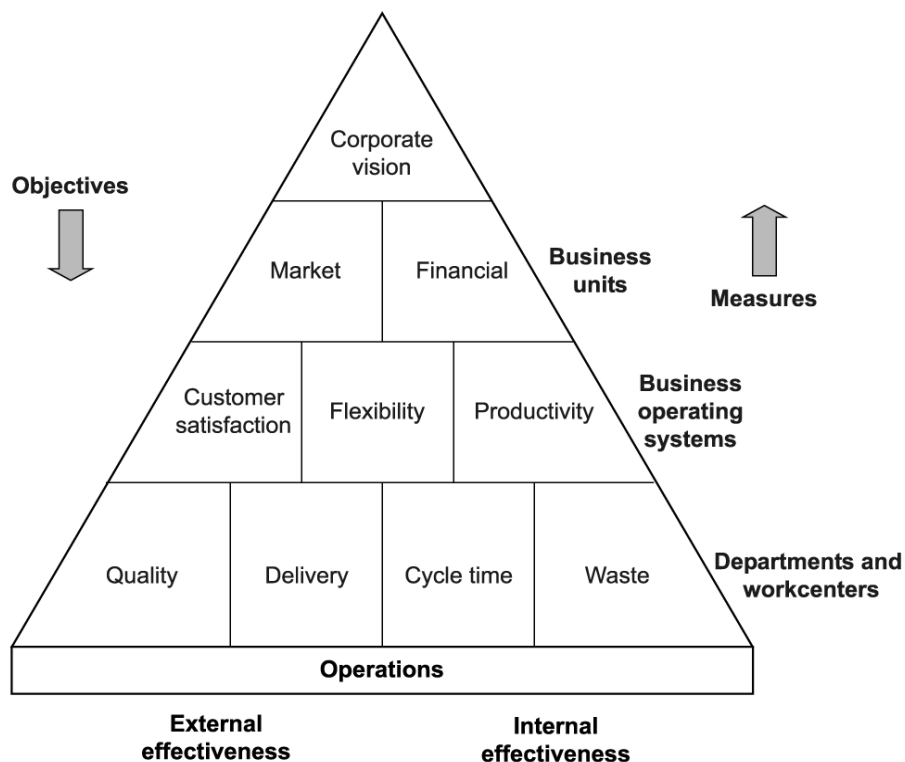 Corporate
vision
Objectives
Market
Financial
Business
units
Measures
Customer
satisfaction
Flexibility
Productivity
Business
operating
systems
Quality
Delivery
Cycle time
Waste
Departments and
workcenters
Operations
External
effectiveness
Internal
effectiveness